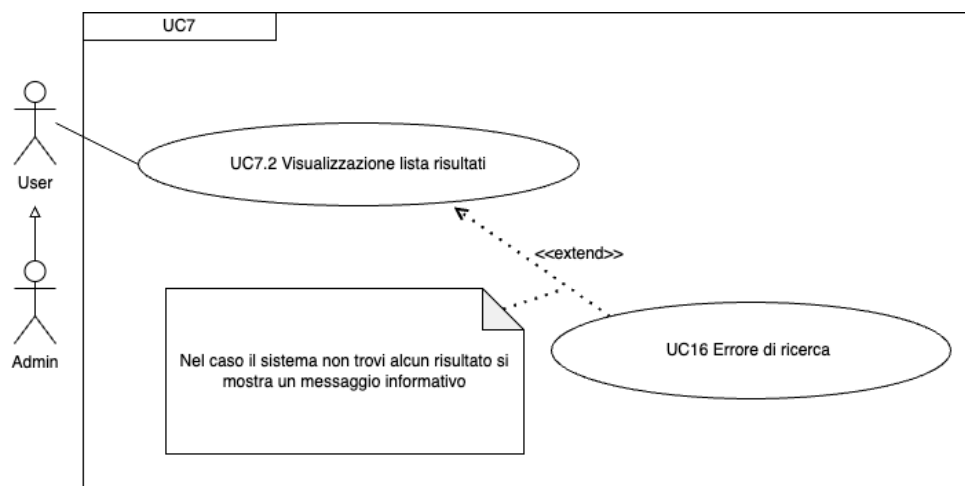 UC7
User
UC7.2 Visualizzazione lista risultati
<<extend>>
Admin
Nel caso il sistema non trovi alcun risultato si
mostra un messaggio informativo
UC16 Errore di ricerca